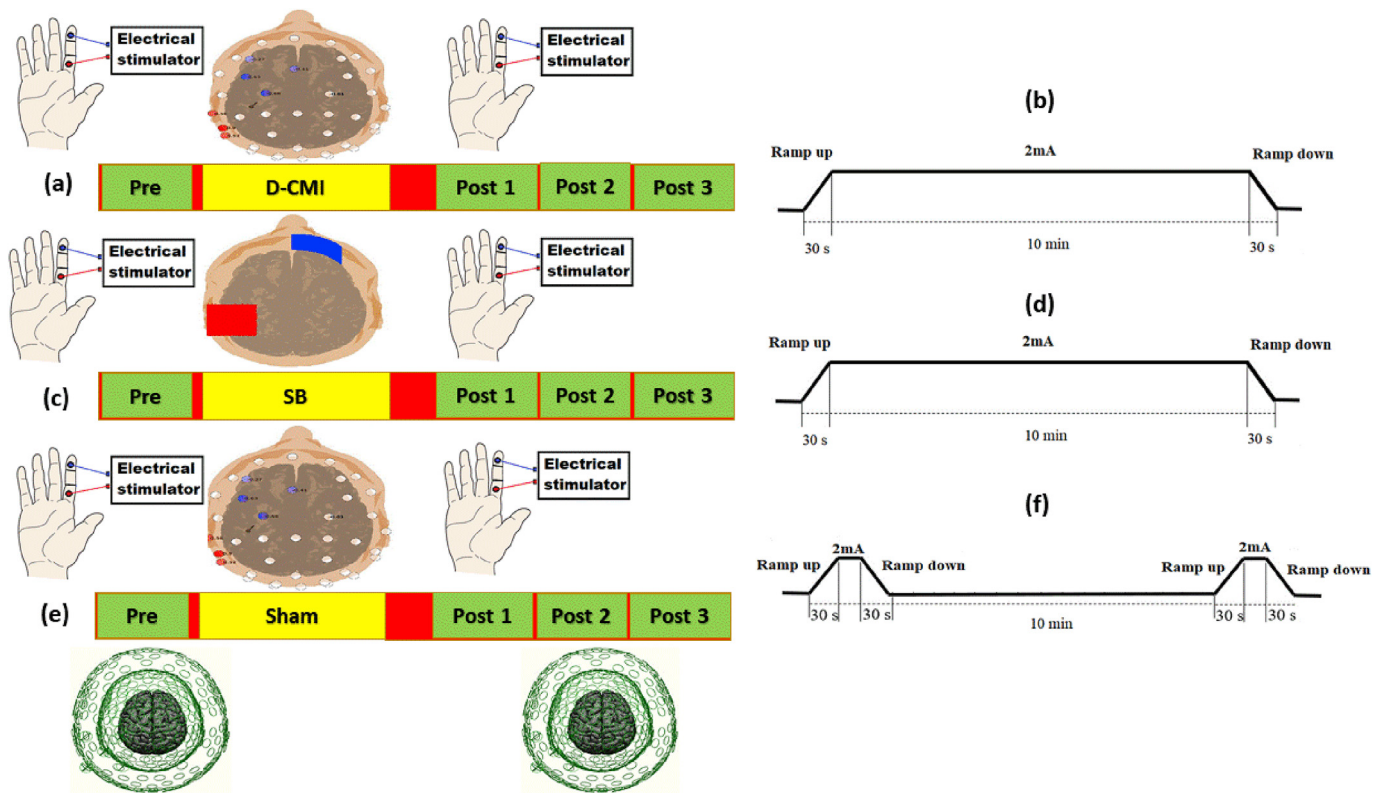 Electrical
stimulator
Electrical
stimulator
(a)
Pre
D-CMI
Post 1
Post 2
Post 3
(b)
Ramp up
2mA
Ramp down
30 s
10 min
30 s
Electrical
stimulator
Electrical
stimulator
(c)
Pre
SB
Post 1
Post 2
Post 3
(d)
Ramp up
2mA
Ramp down
30 s
10 min
30 s
Electrical
stimulator
Electrical
stimulator
(e)
Pre
Sham
Post 1
Post 2
Post 3
(f)
2mA
2mA
Ramp up
Ramp down
Ramp up
Ramp down
30 s
30 s
10 min
30 s
30 s